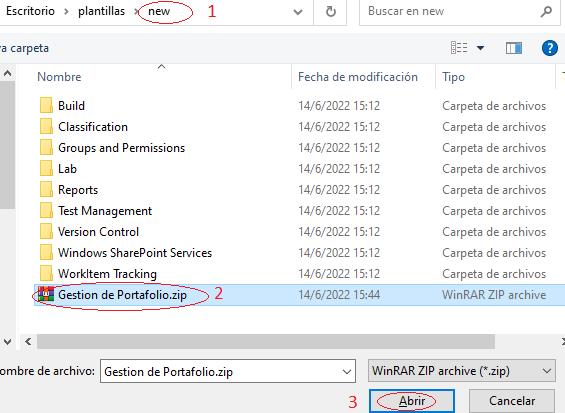 Escritorio > plantillas > new 1 Buscar en new
va carpeta
Nombre Fecha de modificación Tipo T
Build 14/6/2022 15:12 Carpeta de archivos
Classification 14/6/2022 15:12 Carpeta de archivos
Groups and Permissions 14/6/2022 15:12 Carpeta de archivos
Lab 14/6/2022 15:12 Carpeta de archivos
Reports 14/6/2022 15:12 Carpeta de archivos
Test Management 14/6/2022 15:12 Carpeta de archivos
Version Control 14/6/2022 15:12 Carpeta de archivos
Windows SharePoint Services 14/6/2022 15:12 Carpeta de archivos
WorkItem Tracking 14/6/2022 15:12 Carpeta de archivos
Gestion de Portafolio.zip 2 14/6/2022 15:44 WinRAR ZIP archive
ombre de archivo: Gestion de Portafolio.zip WinRAR ZIP archive (*.zip)
3 Abrir Cancelar